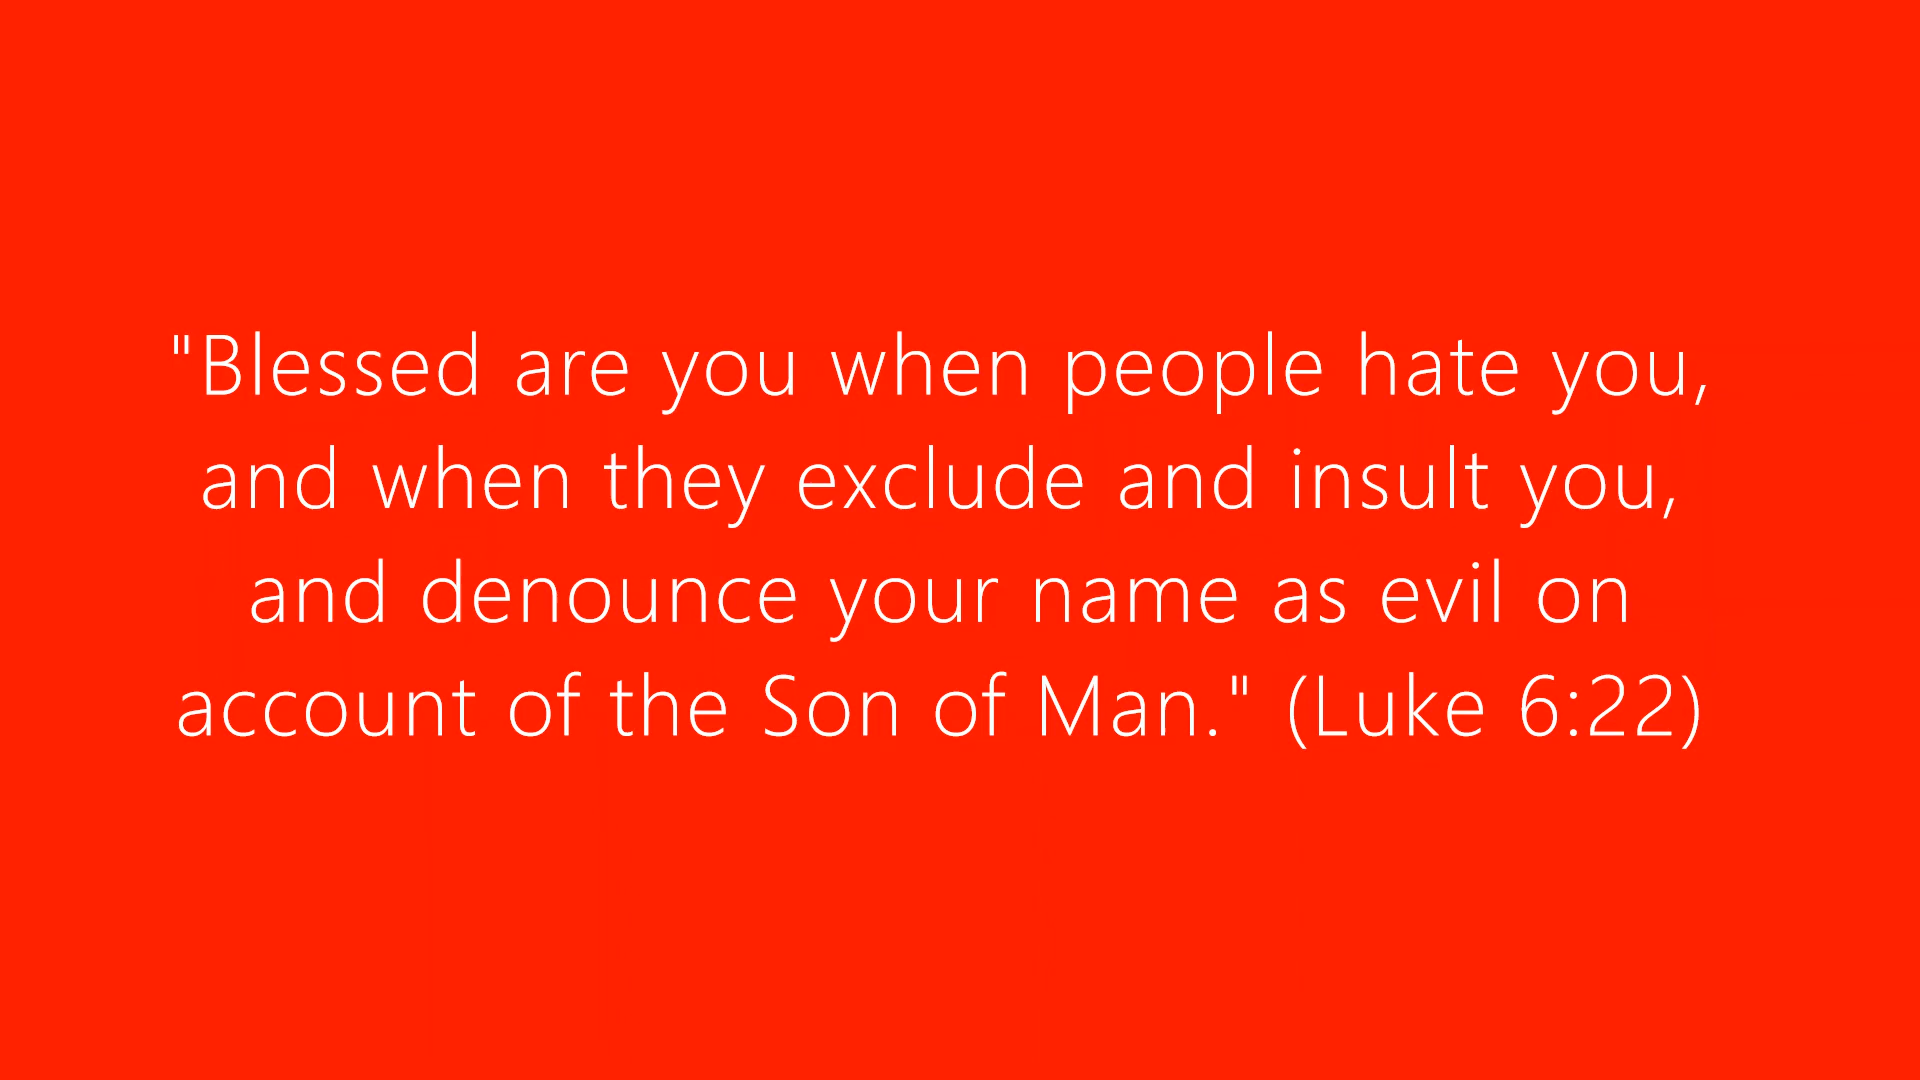 "Blessed are you when people hate you,
and when they exclude and insult you,
and denounce your name as evil on
account of the Son of Man." (Luke 6:22)